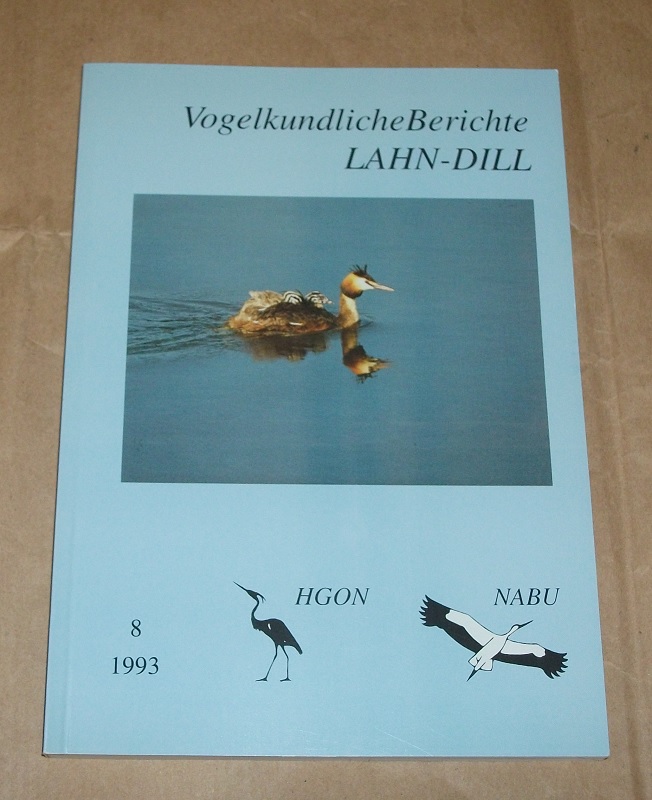 VogelkundlicheBerichte
LAHN-DILL
HGON
NABU
8
1993